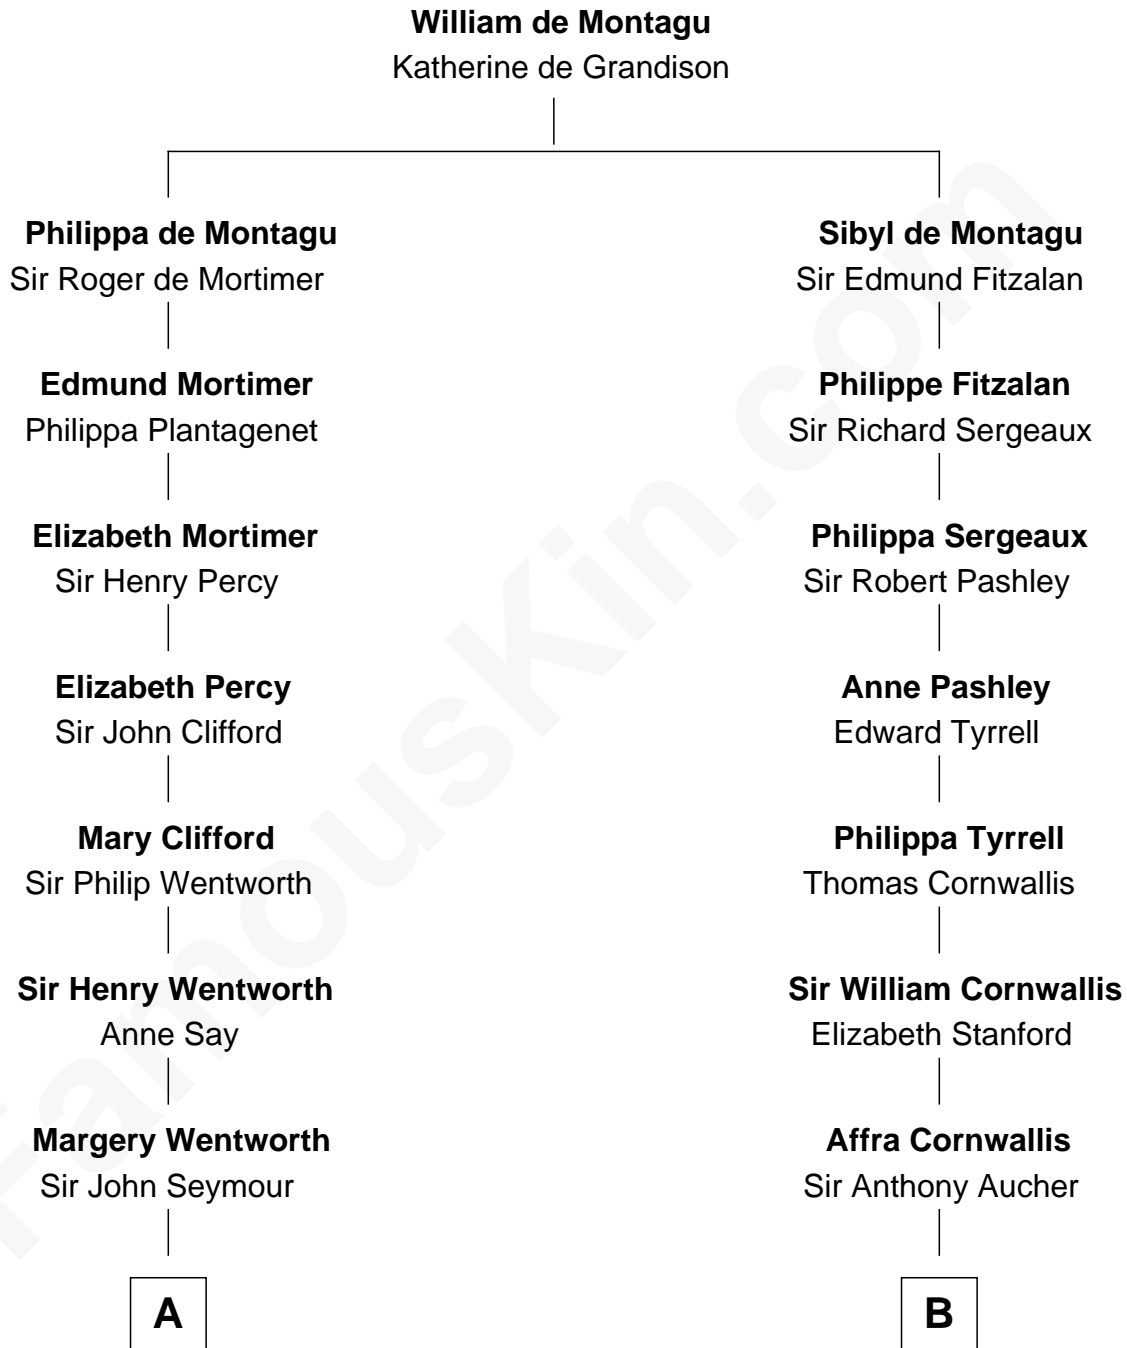 William de Montagu
Katherine de Grandison
Philippa de Montagu
Sir Roger de Mortimer
Sibyl de Montagu
Sir Edmund Fitzalan
Edmund Mortimer
Philippa Plantagenet
Philippe Fitzalan
Sir Richard Sergeaux
Elizabeth Mortimer
Sir Henry Percy
Philippa Sergeaux
Sir Robert Pashley
Elizabeth Percy
Sir John Clifford
Anne Pashley
Edward Tyrrell
Mary Clifford
Sir Philip Wentworth
Philippa Tyrrell
Thomas Cornwallis
Sir Henry Wentworth
Anne Say
Sir William Cornwallis
Elizabeth Stanford
Margery Wentworth
Sir John Seymour
Affra Cornwallis
Sir Anthony Aucher
A
B
FamousKin.com